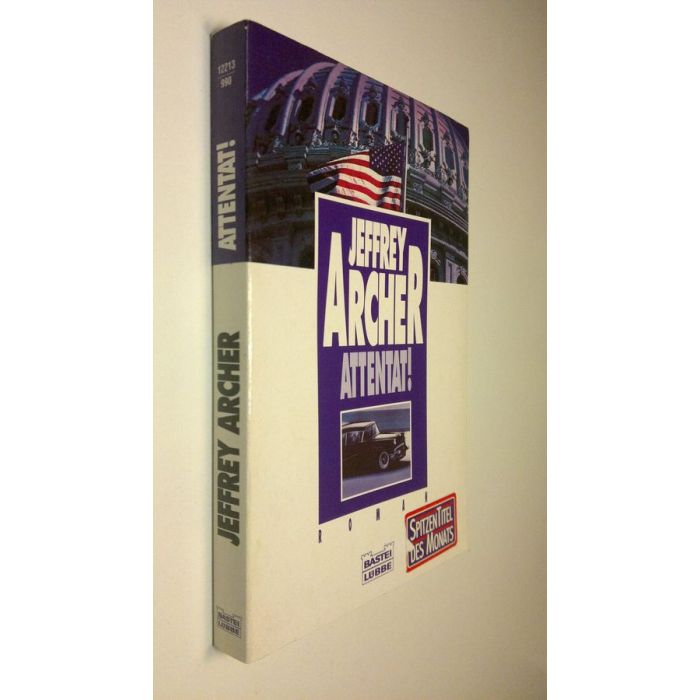 12213
990
ATTENTAT!
JEFFREY ARCHER
BASTEI
LÜBBE
JEFFREY
ARCHER
ATTENTAT!
ROMAN
SPITZENTITEL
DES MONATS
BASTEI
LÜBBE